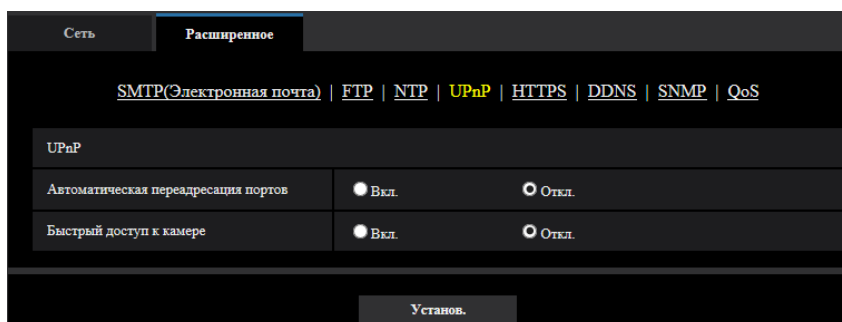 Сеть Расширенное
SMTP(Электронная почта) | FTP | NTP | UPnP | HTTPS | DDNS | SNMP | QoS
UPnP
Автоматическая переадресация портов Вкл. Откл.
Быстрый доступ к камере Вкл. Откл.
Установ.